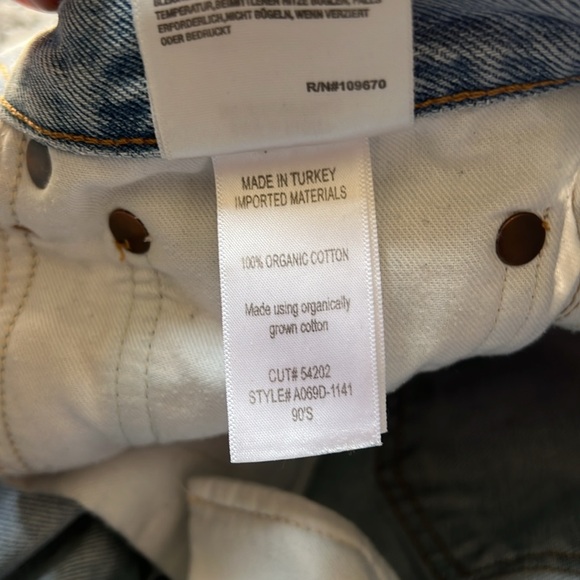 TEMPERATUR,BEI MITTLERER HITZE BÜGELN, FALLS
ERFORDERLICH,NICHT BÜGELN, WENN VERZIERT
ODER BEDRUCKT
R/N#109670
MADE IN TURKEY
IMPORTED MATERIALS
100% ORGANIC COTTON
Made using organically
grown cotton
CUT# 54202
STYLE# A069D-1141
90'S